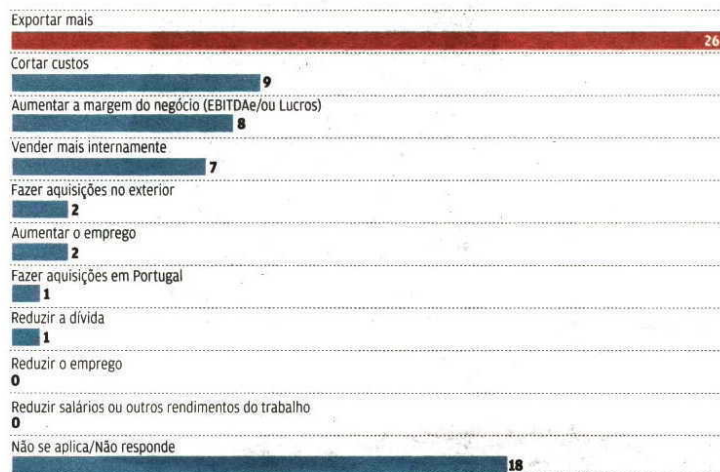 Exportar mais
26
Cortar custos
9
Aumentar a margem do negócio (EBITDAe/ou Lucros)
8
Vender mais internamente
7
Fazer aquisições no exterior
2
Aumentar o emprego
2
Fazer aquisições em Portugal
1
Reduzir a dívida
1
Reduzir o emprego
0
Reduzir salários ou outros rendimentos do trabalho
0
Não se aplica/Não responde
18